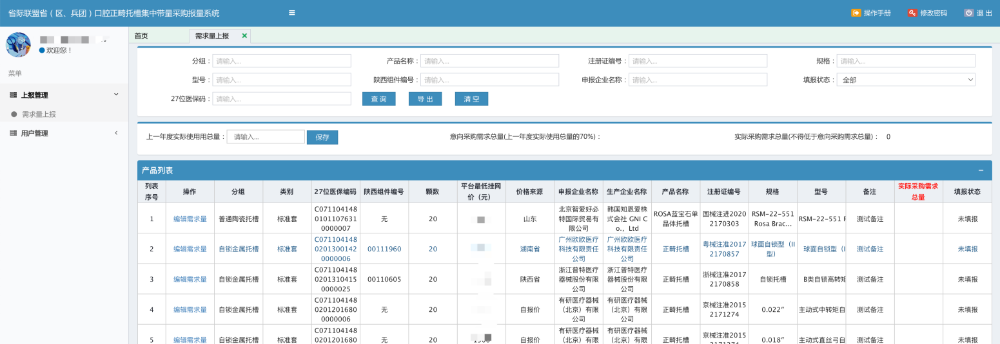 省际联盟省（区、兵团）口腔正畸托槽集中带量采购报量系统
操作手册 修改密码 退 出
欢迎您！
菜单
上报管理
需求量上报
用户管理
首页 需求量上报
分组： 请输入... 产品名称： 请输入... 注册证编号： 请输入... 规格： 请输入...
型号： 请输入... 陕西组件编号： 请输入... 申报企业名称： 请输入... 填报状态： 全部
27位医保码： 请输入... 查 询 导 出 清 空
上一年度实际使用用总量： 请输入... 保存 意向采购需求总量(上一年度实际使用总量的70%)： 实际采购需求总量(不得低于意向采购需求总量)： 0
产品列表
列表序号 操作 分组 类别 27位医保编码 陕西组件编号 颗数 平台最低挂网价（元） 价格来源 申报企业名称 生产企业名称 产品名称 注册证编号 规格 型号 备注 实际采购需求总量 填报状态
1 编辑需求量 普通陶瓷托槽 标准套 C07110414801011076310000007 无 20 山东 北京智爱好必特国际贸易有限公司 韩国知恩爱株式会社 GNI Co.，Ltd ROSA蓝宝石单晶体托槽 国械注进20202170303 RSM-22-551 Rosa Brac... RSM-22-551 测试备注 未填报
2 编辑需求量 自锁金属托槽 标准套 C07110414802013001420000006 00111960 20 湖南省 广州欧欧医疗科技有限责任公司 广州欧欧医疗科技有限责任公司 正畸托槽 粤械注准20172170857 球面自锁型（II型） 球面自锁型（I 测试备注 未填报
3 编辑需求量 自锁金属托槽 标准套 C07110414802013104150000025 00110605 20 陕西省 浙江普特医疗器械股份有限公司 浙江普特医疗器械股份有限公司 正畸托槽 浙械注准20172170858 自锁托槽 B类自锁高转矩 测试备注 未填报
4 编辑需求量 自锁金属托槽 标准套 C07110414802012016800000006 无 20 自报价 有研医疗器械（北京）有限公司 有研医疗器械（北京）有限公司 正畸托槽 京械注准20152171274 0.022″ 主动式中转矩自 测试备注 未填报
5 编辑需求量 自锁金属托槽 标准套 C0711041480201201680 无 20 自报价 有研医疗器械（北京）有限 有研医疗器械（北京）有限 正畸托槽 京械注准20152171274 0.018″ 主动式直丝弓自 测试备注 未填报